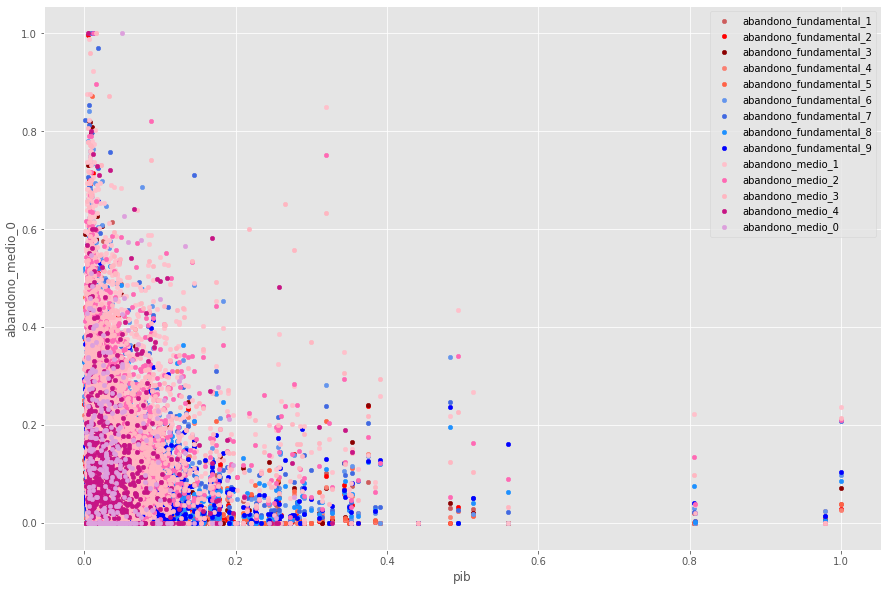 abandono_fundamental_1
abandono_fundamental_2
abandono_fundamental_3
abandono_fundamental_4
abandono_fundamental_5
abandono_fundamental_6
abandono_fundamental_7
abandono_fundamental_8
abandono_fundamental_9
abandono_medio_1
abandono_medio_2
abandono_medio_3
abandono_medio_4
abandono_medio_0
1.0
0.8
0.6
0.4
0.2
0.0
abandono_medio_0
0.0 0.2 0.4 0.6 0.8 1.0
pib